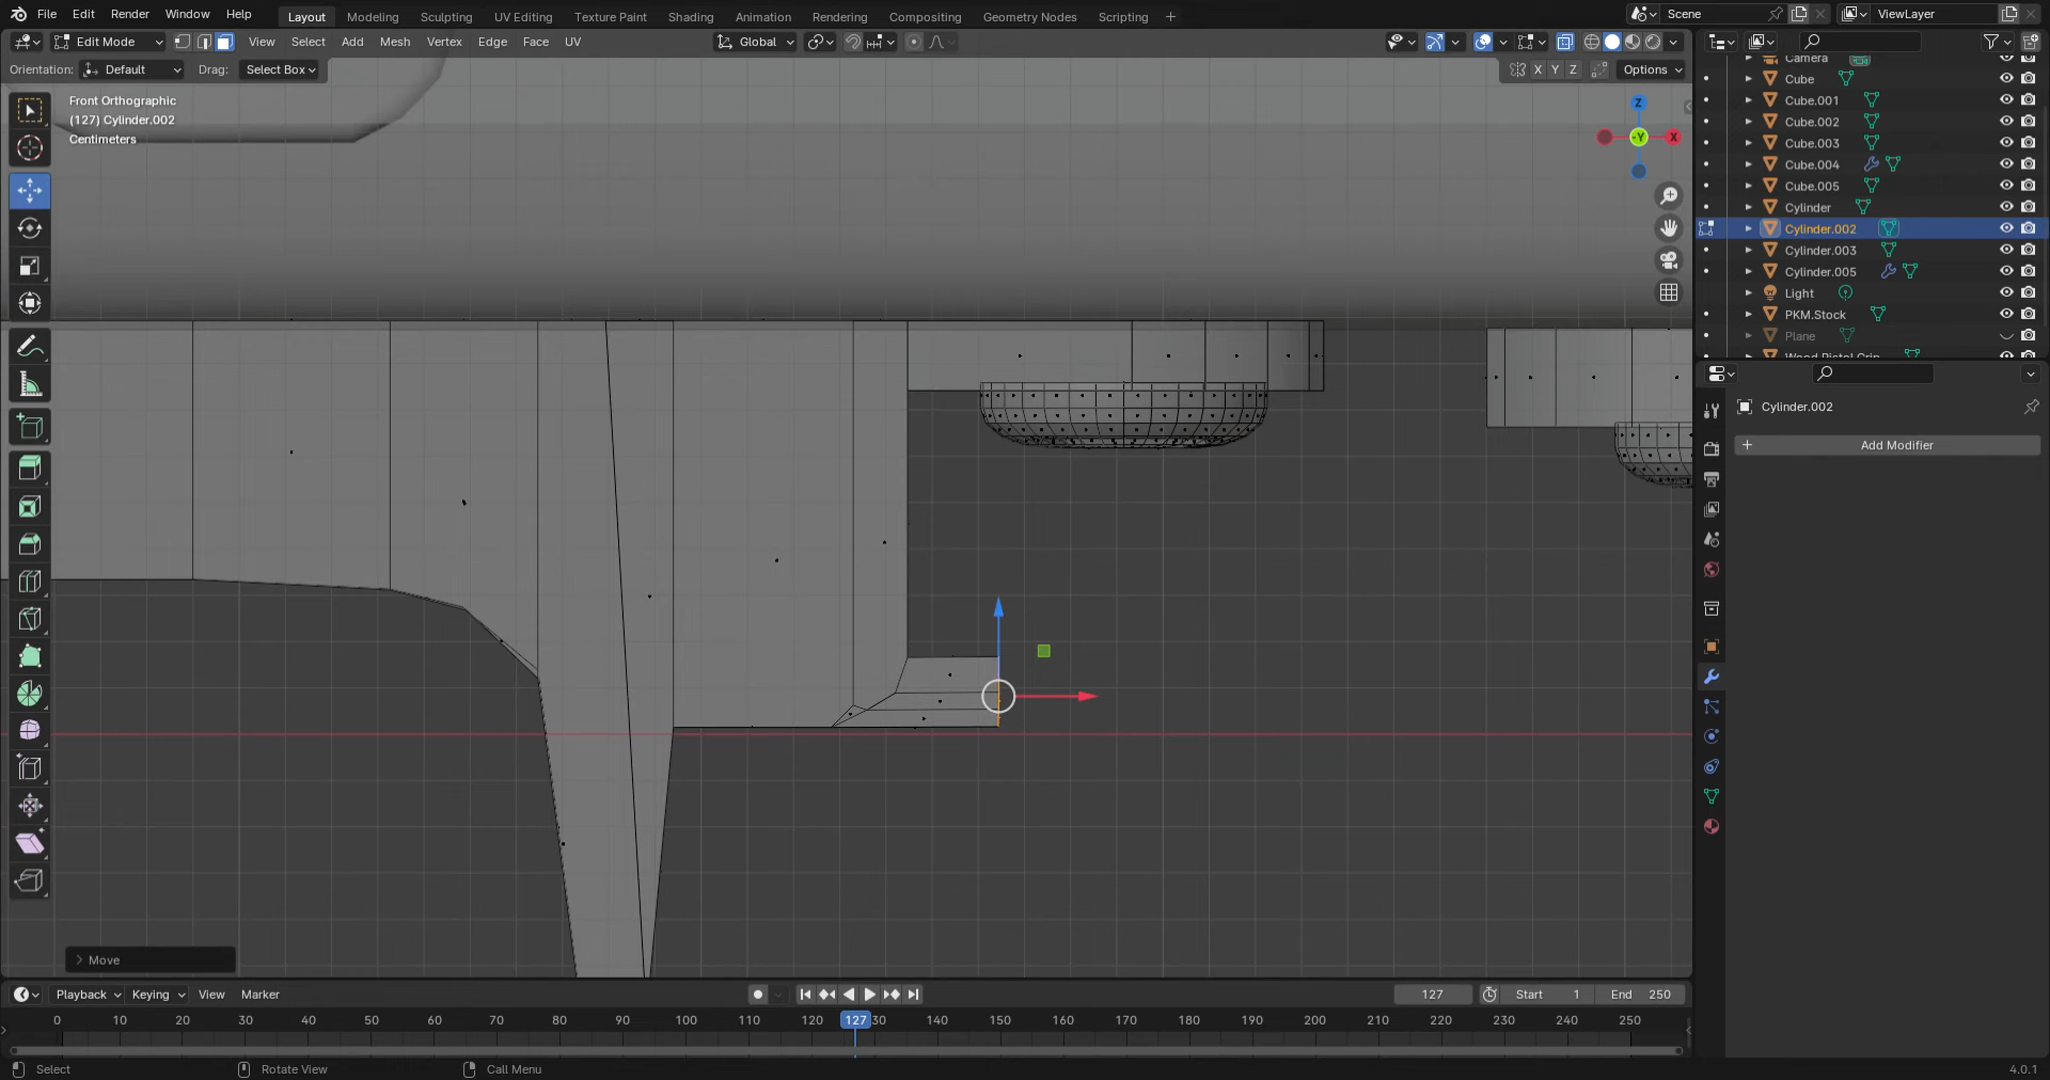 File Edit Render Window Help Layout Modeling Sculpting UV Editing Texture Paint Shading Animation Rendering Compositing Geometry Nodes Scripting + Scene ViewLayer
Edit Mode View Select Add Mesh Vertex Edge Face UV Global
Orientation: Default Drag: Select Box X Y Z Options
Front Orthographic
(127) Cylinder.002
Centimeters
Z
-Y
X
Camera
Cube
Cube.001
Cube.002
Cube.003
Cube.004
Cube.005
Cylinder
Cylinder.002
Cylinder.003
Cylinder.005
Light
PKM.Stock
Plane
Wood Pistol Grip
Cylinder.002
+ Add Modifier
> Move
Playback Keying View Marker 127 Start 1 End 250
0 10 20 30 40 50 60 70 80 90 100 110 120 127 30 140 150 160 170 180 190 200 210 220 230 240 250
Select Rotate View Call Menu 4.0.1